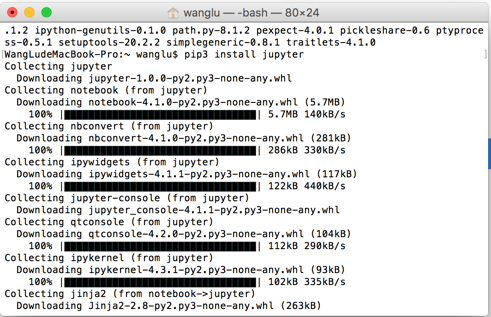 wanglu — -bash — 80×24
.1.2 ipython-genutils-0.1.0 path.py-8.1.2 pexpect-4.0.1 pickleshare-0.6 ptyproce
ss-0.5.1 setuptools-20.2.2 simplegeneric-0.8.1 traitlets-4.1.0
[WangLudeMacBook-Pro:~ wanglu$ pip3 install jupyter ]
Collecting jupyter
Downloading jupyter-1.0.0-py2.py3-none-any.whl
Collecting notebook (from jupyter)
Downloading notebook-4.1.0-py2.py3-none-any.whl (5.7MB)
100% |████████████████████████████████| 5.7MB 140kB/s
Collecting nbconvert (from jupyter)
Downloading nbconvert-4.1.0-py2.py3-none-any.whl (281kB)
100% |████████████████████████████████| 286kB 330kB/s
Collecting ipywidgets (from jupyter)
Downloading ipywidgets-4.1.1-py2.py3-none-any.whl (117kB)
100% |████████████████████████████████| 122kB 440kB/s
Collecting jupyter-console (from jupyter)
Downloading jupyter_console-4.1.1-py2.py3-none-any.whl
Collecting qtconsole (from jupyter)
Downloading qtconsole-4.2.0-py2.py3-none-any.whl (104kB)
100% |████████████████████████████████| 112kB 290kB/s
Collecting ipykernel (from jupyter)
Downloading ipykernel-4.3.1-py2.py3-none-any.whl (93kB)
100% |████████████████████████████████| 102kB 335kB/s
Collecting jinja2 (from notebook->jupyter)
Downloading Jinja2-2.8-py2.py3-none-any.whl (263kB)